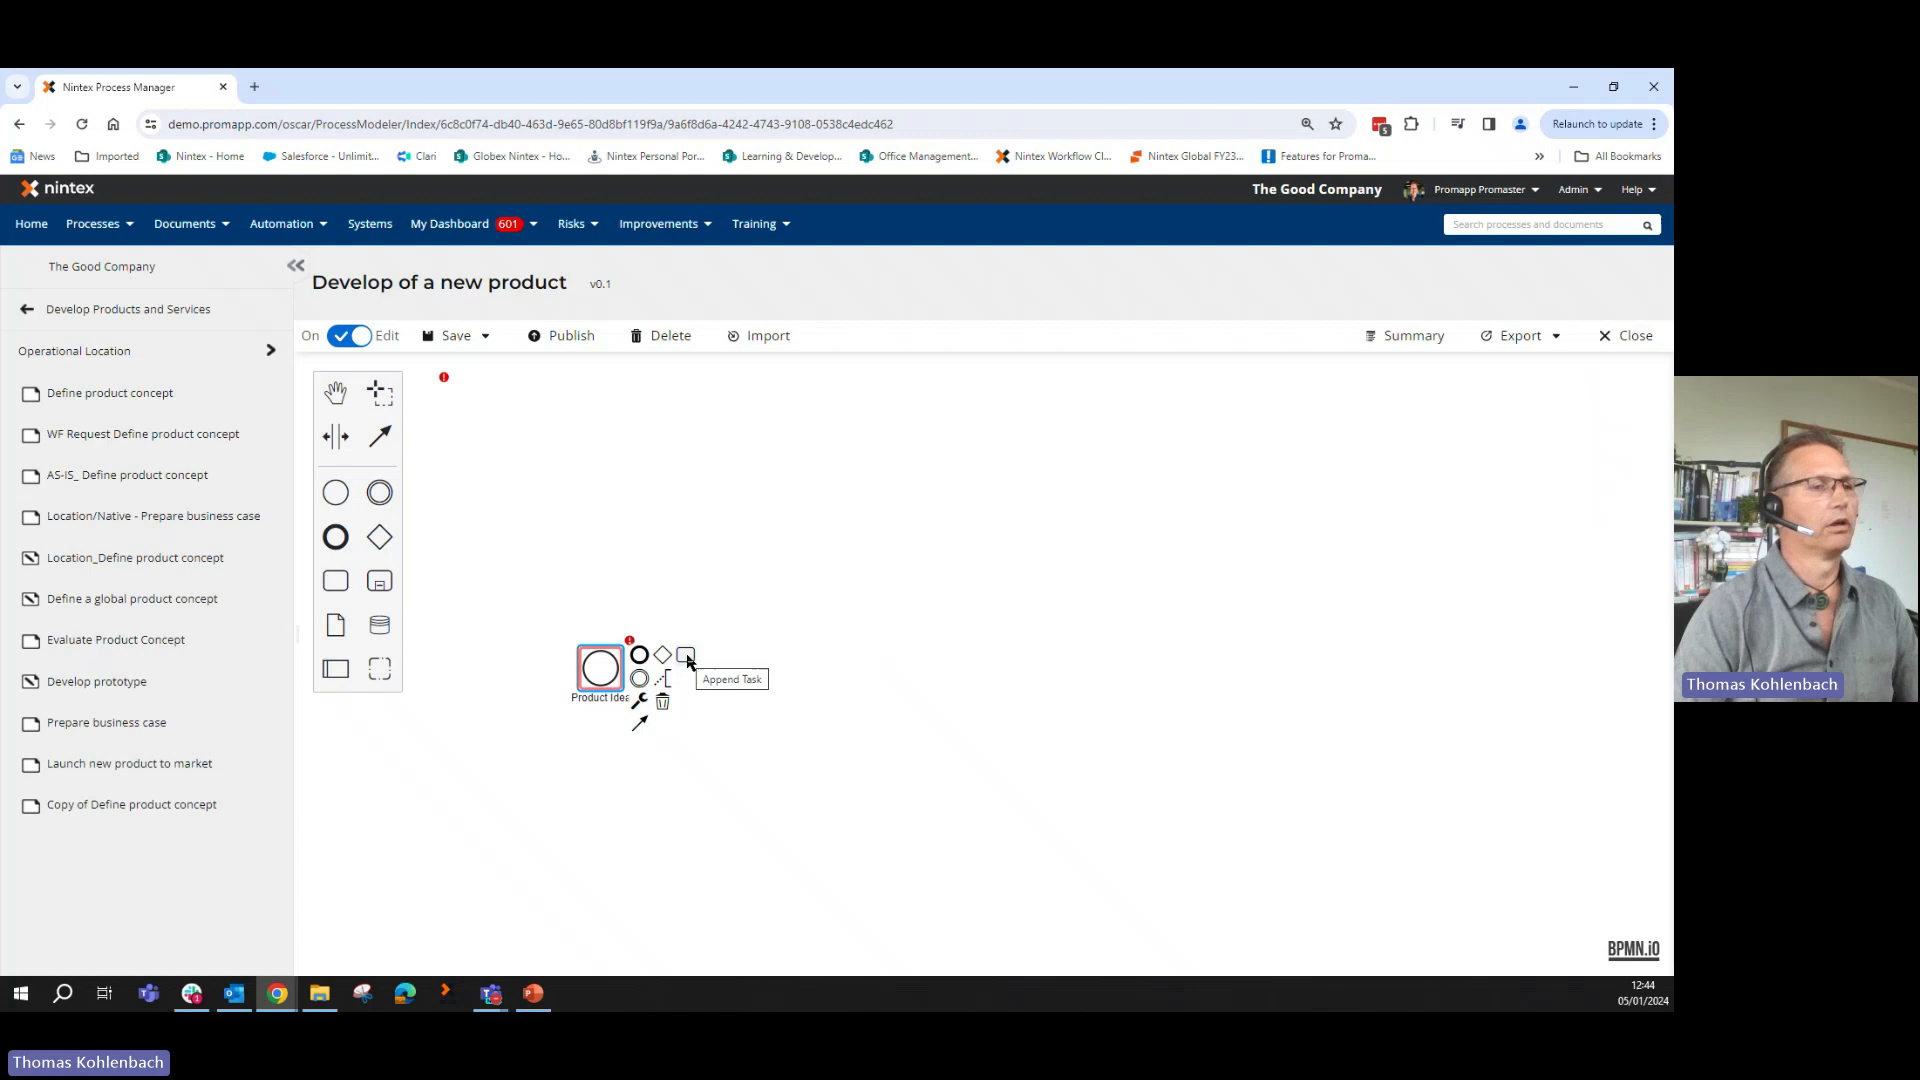 Nintex Process Manager
demo.promapp.com/oscar/ProcessModeler/Index/6c8c0f74-db40-463d-9e65-80d8bf119f9a/9a6f8d6a-4242-4743-9108-0538c4edc462
5
Relaunch to update
News
Imported
Nintex - Home
Salesforce - Unlimit...
Clari
Globex Nintex - Ho...
Nintex Personal Por...
Learning & Develop...
Office Management...
Nintex Workflow Cl...
Nintex Global FY23...
Features for Proma...
All Bookmarks
nintex
The Good Company
Promapp Promaster
Admin
Help
Home
Processes
Documents
Automation
Systems
My Dashboard 601
Risks
Improvements
Training
Search processes and documents
The Good Company
Develop of a new product v0.1
Develop Products and Services
On
Edit
Save
Publish
Delete
Import
Summary
Export
Close
Operational Location
Define product concept
WF Request Define product concept
AS-IS_ Define product concept
Location/Native - Prepare business case
Location_Define product concept
Define a global product concept
Evaluate Product Concept
Develop prototype
Prepare business case
Launch new product to market
Copy of Define product concept
Append Task
Product Idea
Thomas Kohlenbach
BPMN.iO
12:44
05/01/2024
Thomas Kohlenbach